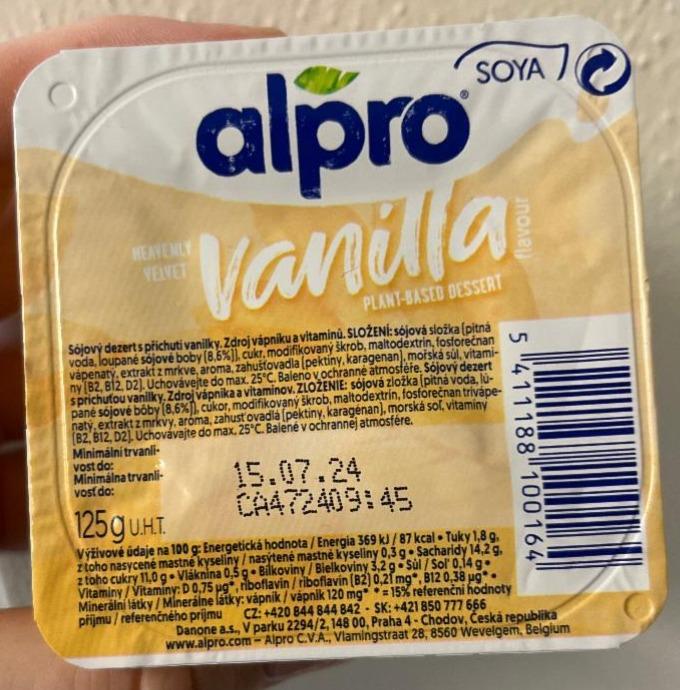 SOYA
alpro®
HEAVENLY
VELVET
vanilla
flavour
PLANT-BASED DESSERT
Sójový dezert s příchutí vanilky. Zdroj vápníku a vitaminů. SLOŽENÍ: sójová složka (pitná
voda, loupané sójové boby (8,6%)), cukr, modifikovaný škrob, maltodextrin, fosforečnan
vápenatý, extrakt z mrkve, aroma, zahušťovadla (pektiny, karagenan), mořská sůl, vitami-
ny (B2, B12, D2). Uchovávejte do max. 25°C. Baleno v ochranné atmosféře. Sójový dezert
s príchuťou vanilky. Zdroj vápnika a vitamínov. ZLOŽENIE: sójová zložka (pitná voda, lú-
pané sójové bôby (8,6%)), cukor, modifikovaný škrob, maltodextrin, fosforečnan trivápe-
natý, extrakt z mrkvy, aróma, zahusťovadlá (pektíny, karagénan), morská soľ, vitamíny
(B2, B12, D2). Uchovávajte do max. 25°C. Balené v ochrannej atmosfére.
Minimální trvanli-
vost do:
Minimálna trvanli-
vosť do:
15.07.24
CA472409:45
125g U.H.T.
5 411188 100164
Výživové údaje na 100 g: Energetická hodnota / Energia 369 kJ / 87 kcal • Tuky 1,8 g,
z toho nasycené mastné kyseliny / nasýtené mastné kyseliny 0,3 g • Sacharidy 14,2 g,
z toho cukry 11,0 g • Vláknina 0,5 g • Bílkoviny / Bielkoviny 3,2 g • Sůl / Soľ 0,14 g •
Vitaminy / Vitamíny: D 0,75 µg*, riboflavin / riboflavín (B2) 0,21 mg*, B12 0,38 µg* •
Minerální látky / Minerálne látky: vápník / vápnik 120 mg* *=15% referenční hodnoty
příjmu / referenčného príjmu CZ: +420 844 844 842 - SK: +421 850 777 666
Danone a.s., V parku 2294/2, 148 00, Praha 4 - Chodov, Česká republika
www.alpro.com – Alpro C.V.A., Vlamingstraat 28, 8560 Wevelgem, Belgium